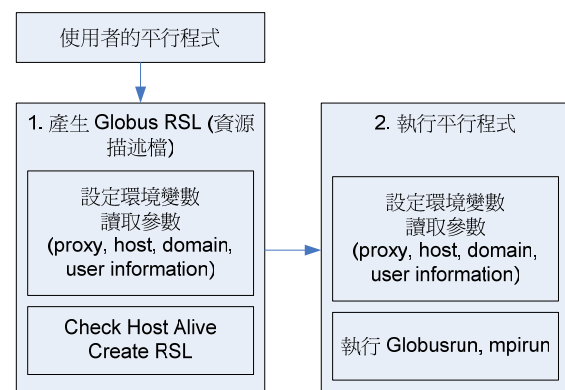 使用者的平行程式
1. 產生 Globus RSL (資源
描述檔)
設定環境變數
讀取參數
(proxy, host, domain,
user information)
Check Host Alive
Create RSL
2. 執行平行程式
設定環境變數
讀取參數
(proxy, host, domain,
user information)
執行 Globusrun, mpirun